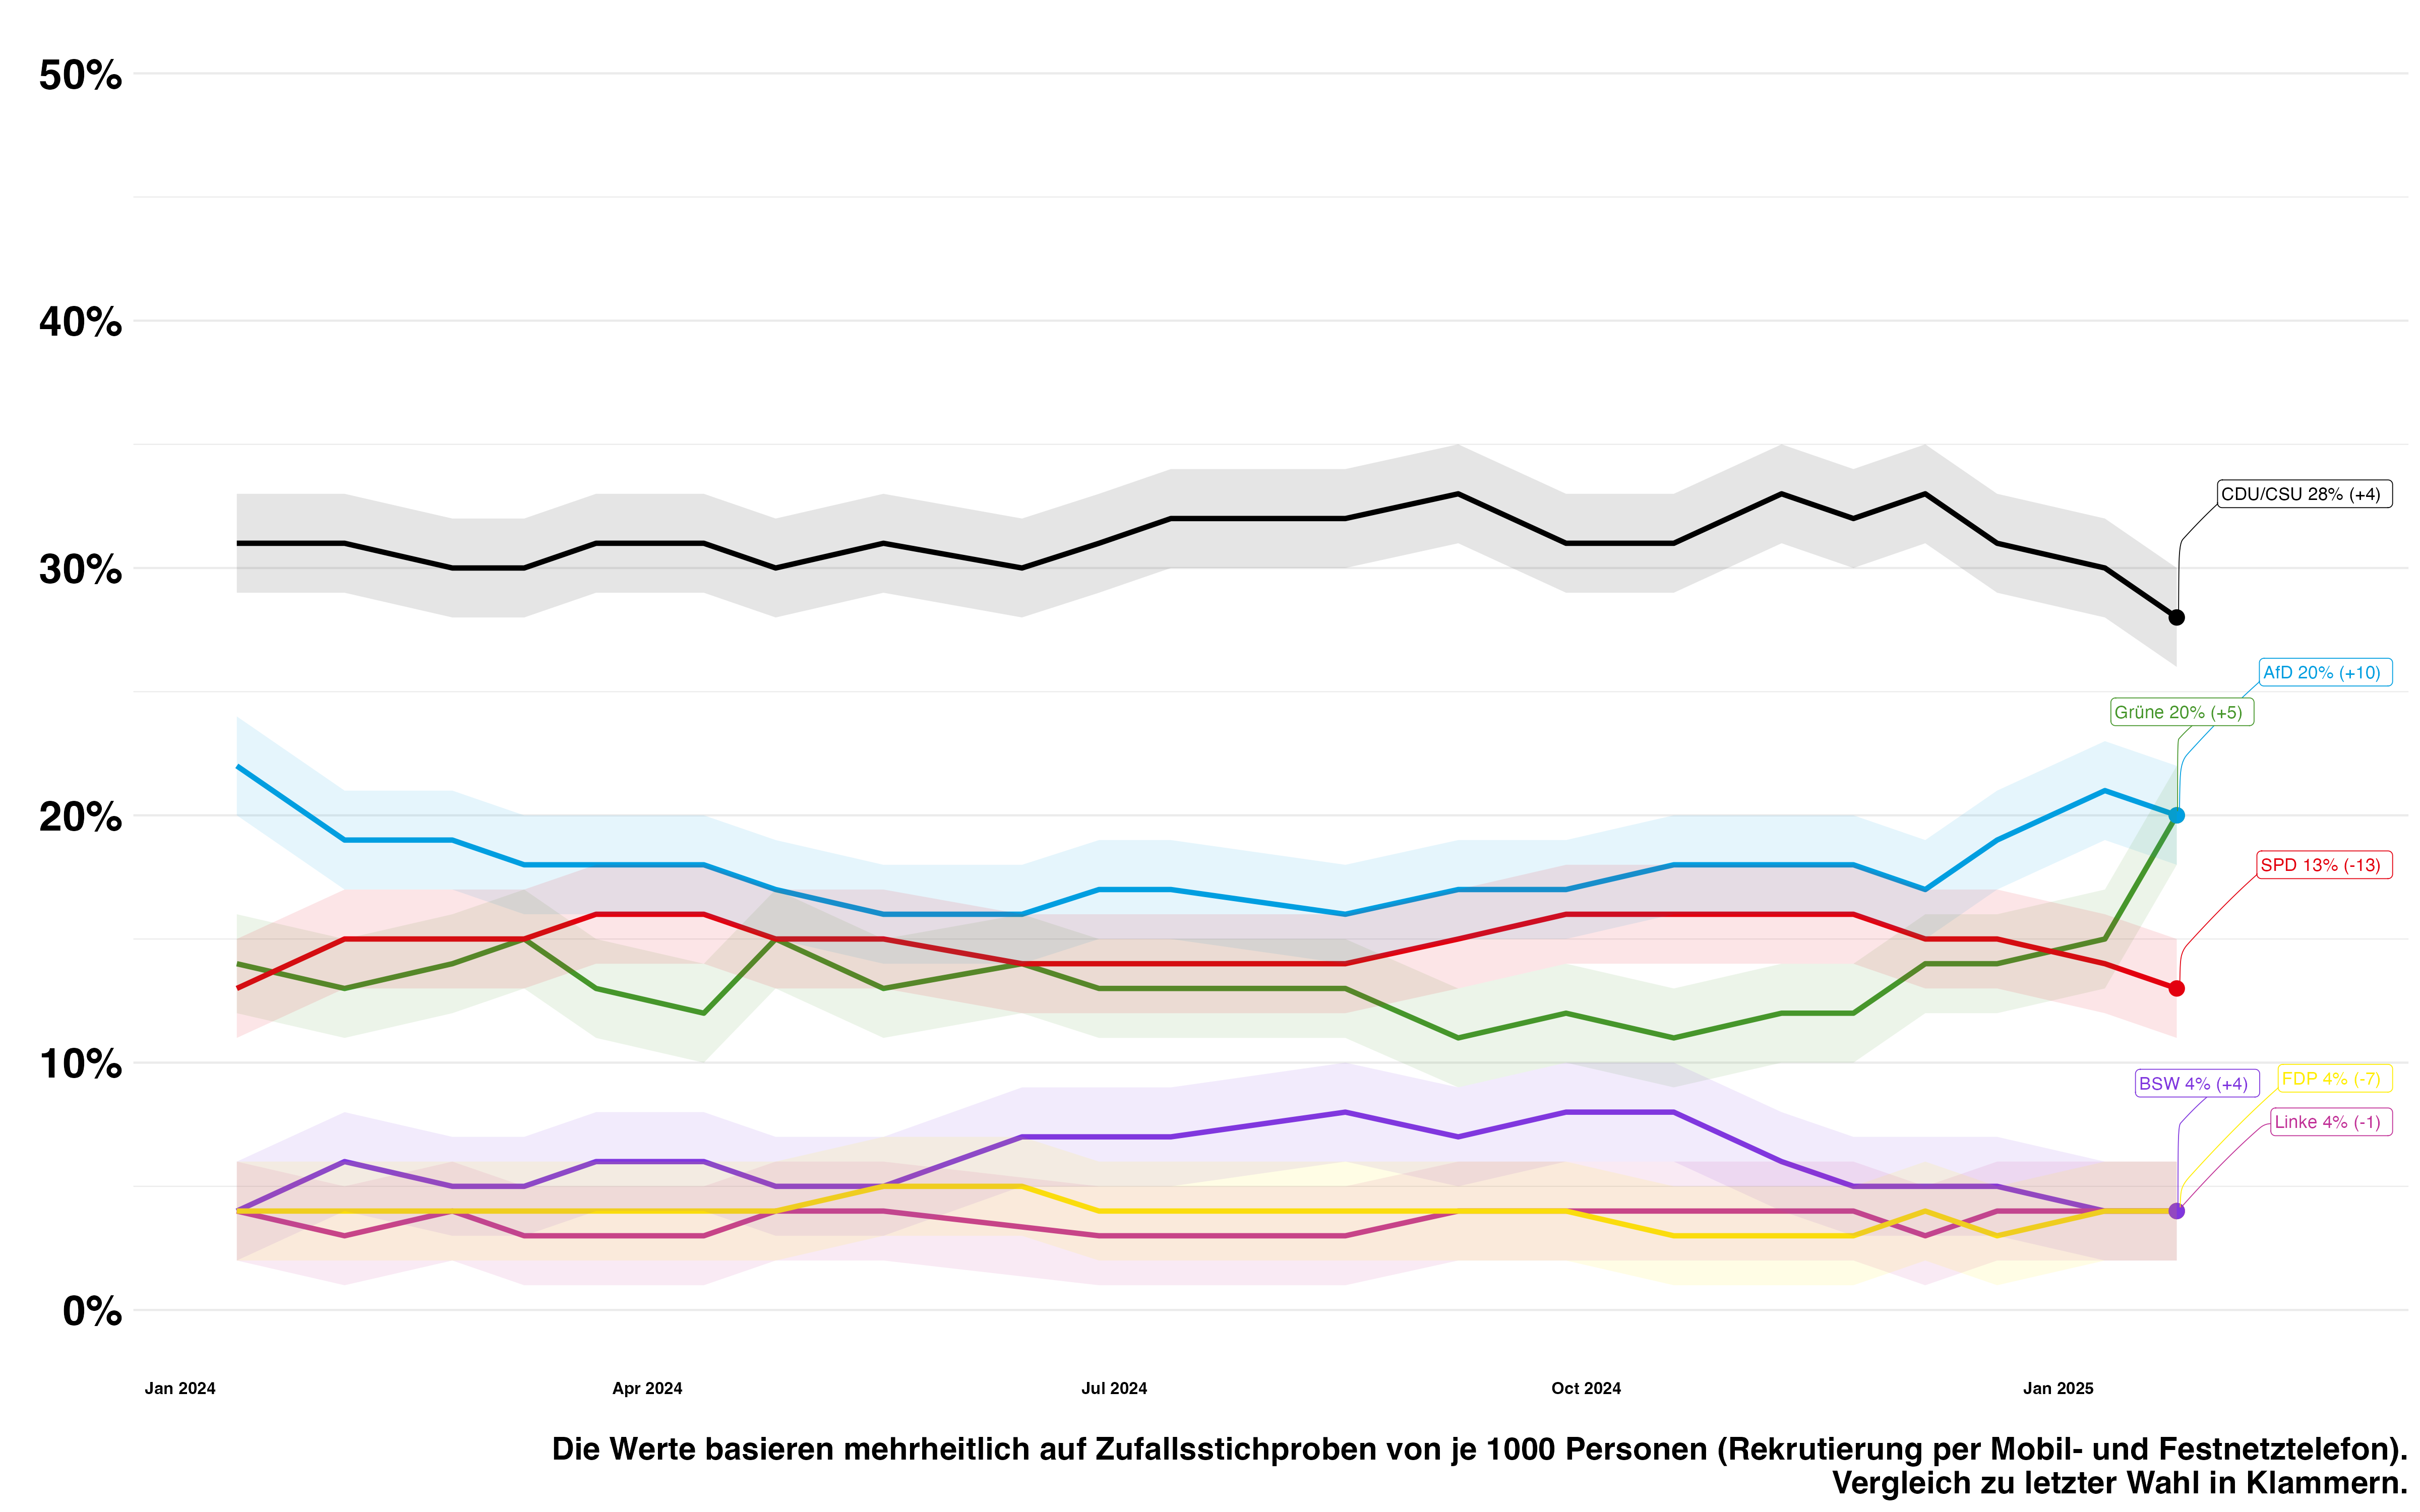 50%
40%
30%
20%
10%
0%
CDU/CSU 28% (+4)
AfD 20% (+10)
Grüne 20% (+5)
SPD 13% (-13)
FDP 4% (-7)
BSW 4% (+4)
Linke 4% (-1)
Jan 2024
Apr 2024
Jul 2024
Oct 2024
Jan 2025
Die Werte basieren mehrheitlich auf Zufallsstichproben von je 1000 Personen (Rekrutierung per Mobil- und Festnetztelefon).
Vergleich zu letzter Wahl in Klammern.